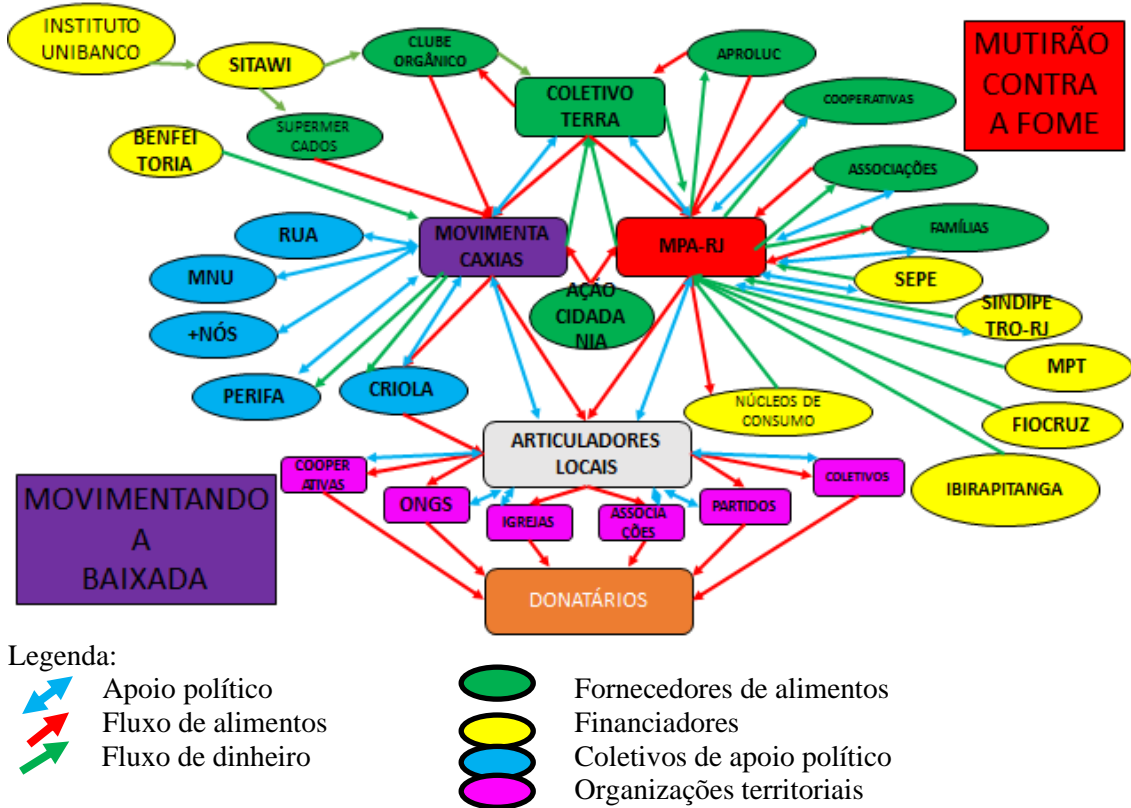 INSTITUTO
UNIBANCO
SITAWI
CLUBE
ORGÂNICO
APROLUC
MUTIRÃO
CONTRA
A FOME
COLETIVO
TERRA
COOPERATIVAS
SUPERMER
CADOS
BENFEI
TORIA
ASSOCIAÇÕES
RUA
MOVIMENTA
CAXIAS
MPA-RJ
FAMÍLIAS
MNU
SEPE
AÇÃO
CIDADA
NIA
SINDIPE
TRO-RJ
+NÓS
MPT
PERIFA
CRIOLA
NÚCLEOS DE
CONSUMO
FIOCRUZ
ARTICULADORES
LOCAIS
COOPER
ATIVAS
COLETIVOS
IBIRAPITANGA
MOVIMENTANDO
A
BAIXADA
ONGS
IGREJAS
ASSOCIA
ÇÕES
PARTIDOS
DONATÁRIOS
Legenda:
Apoio político
Fluxo de alimentos
Fluxo de dinheiro
Fornecedores de alimentos
Financiadores
Coletivos de apoio político
Organizações territoriais